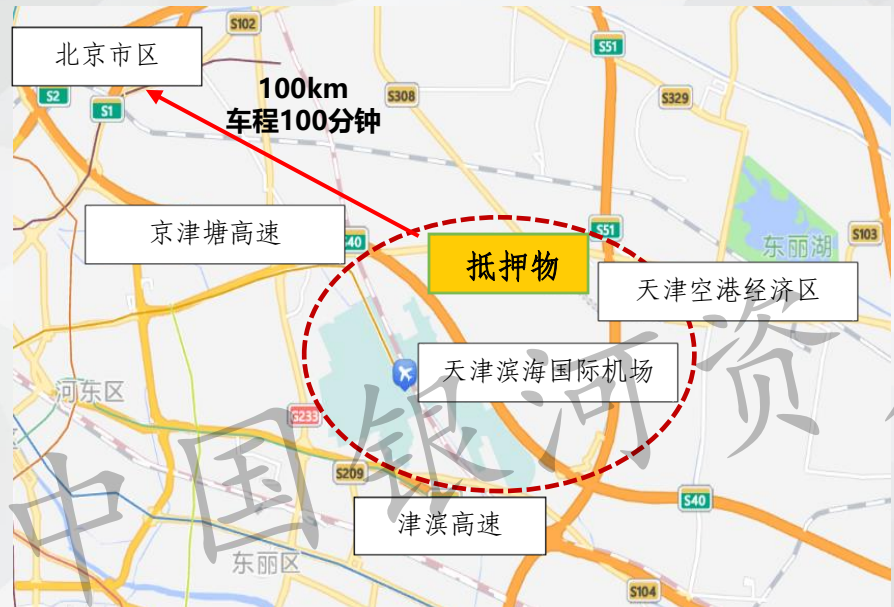 S102
北京市区
S51
S2
S1
100km
车程100分钟
S308
S329
京津塘高速
G40
S51
东丽湖
S103
抵押物
天津空港经济区
天津滨海国际机场
河东区
G233
S209
津滨高速
S40
东丽区
S104
中国银河资